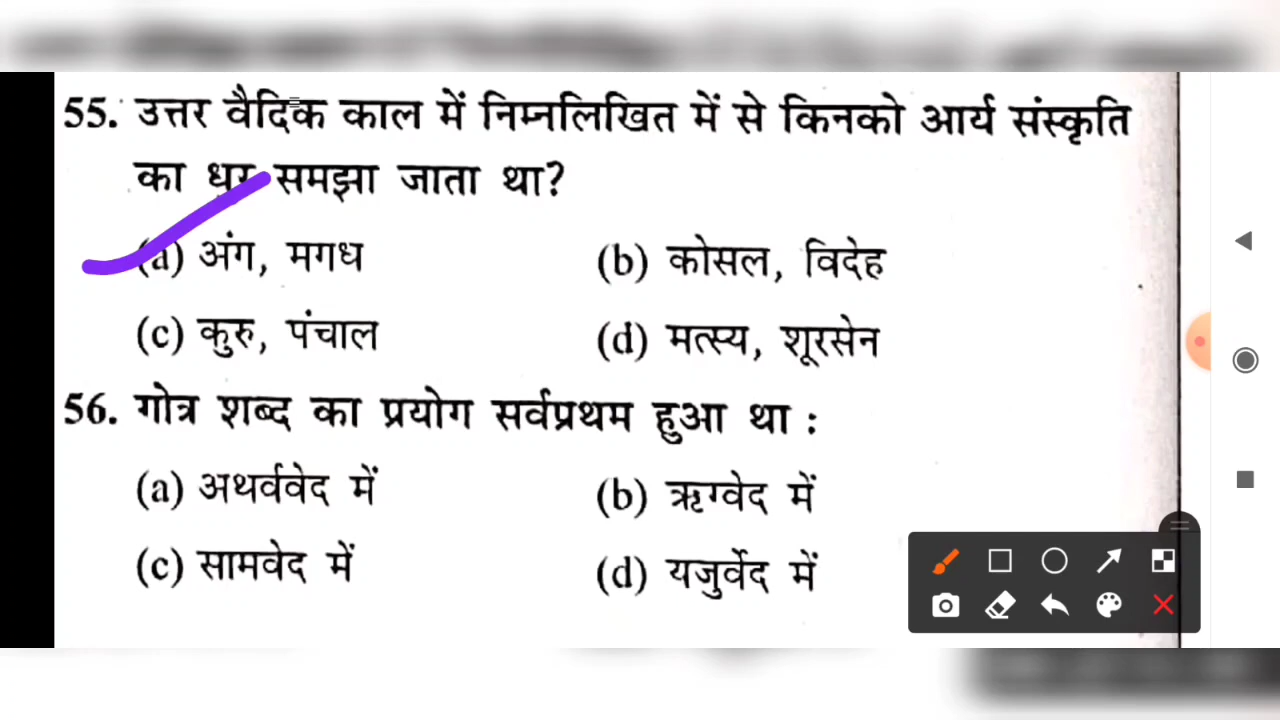 55. उत्तर वैदिक काल में निम्नलिखित में से किनको आर्य संस्कृति
का धुर समझा जाता था?
(a) अंग, मगध (b) कोसल, विदेह
(c) कुरु, पंचाल (d) मत्स्य, शूरसेन
56. गोत्र शब्द का प्रयोग सर्वप्रथम हुआ था :
(a) अथर्ववेद में (b) ऋग्वेद में
(c) सामवेद में (d) यजुर्वेद में